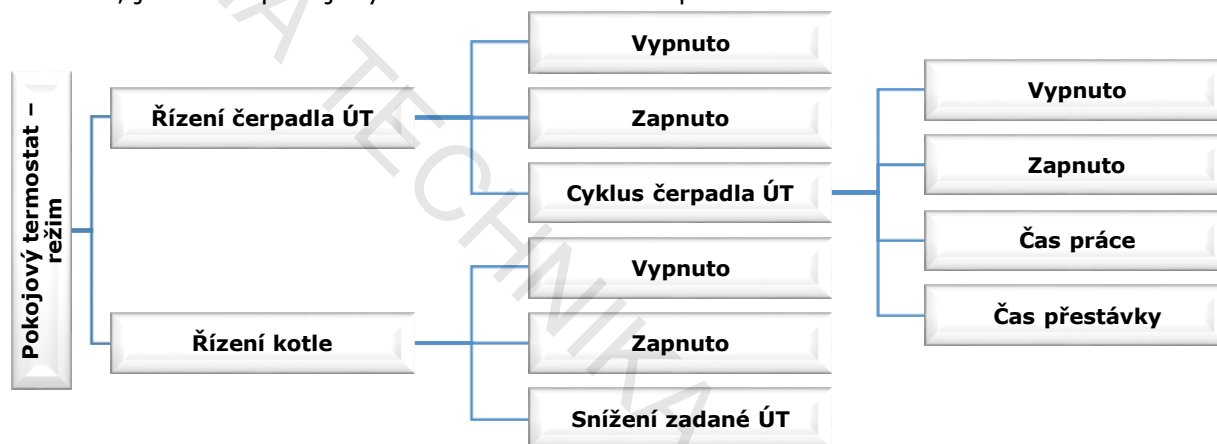 Pokojový termostat –
režim
Řízení čerpadla ÚT
Vypnuto
Zapnuto
Cyklus čerpadla ÚT
Vypnuto
Zapnuto
Čas práce
Čas přestávky
Řízení kotle
Vypnuto
Zapnuto
Snížení zadané ÚT
TECHNIKA